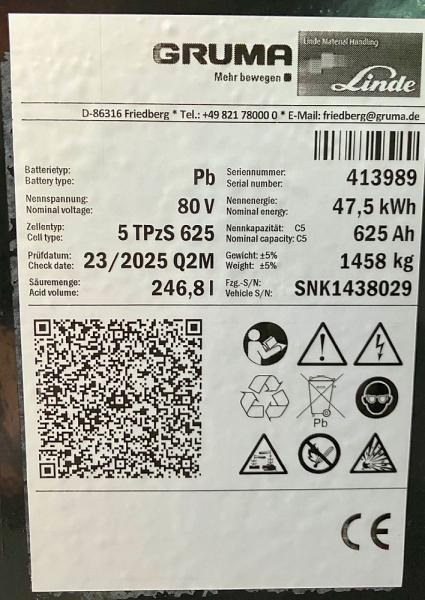 GRUMA
Mehr bewegen
Linde Material Handling
Linde
D-86316 Friedberg * Tel.: +49 821 78000 0 * E-Mail: friedberg@gruma.de
Batterietyp:
Battery type: Pb
Seriennummer:
Serial number: 413989
Nennspannung:
Nominal voltage: 80 V
Nennenergie:
Nominal energy: 47,5 kWh
Zellentyp:
Cell type: 5 TPzS 625
Nennkapazität: C5
Nominal capacity: C5 625 Ah
Prüfdatum:
Check date: 23/2025 Q2M
Gewicht: ±5%
Weight: ±5% 1458 kg
Säuremenge:
Acid volume: 246,8 l
Fzg.-S/N:
Vehicle S/N: SNK1438029
Pb
CE